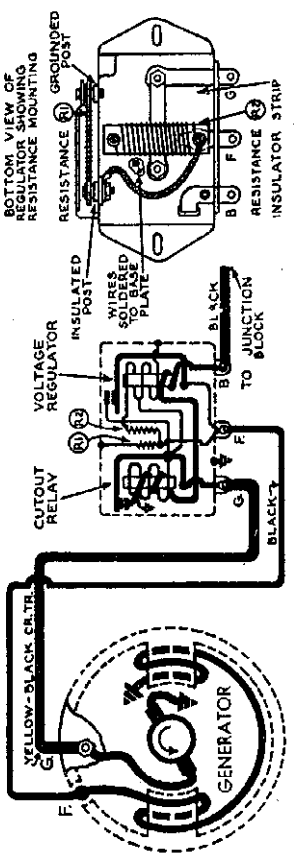 BOTTOM VIEW OF
REGULATOR SHOWING
RESISTANCE MOUNTING
RESISTANCE R1
GROUNDED
POST
INSULATED
POST
WIRES
SOLDERED
TO BASE
PLATE
G
F
B
RESISTANCE R2
INSULATOR STRIP
VOLTAGE
REGULATOR
CUTOUT
RELAY
R1
R2
BLACK
B
TO JUNCTION
BLOCK
F.
G.
BLACK
YELLOW-BLACK CR.TR.
G.
F.
GENERATOR
A